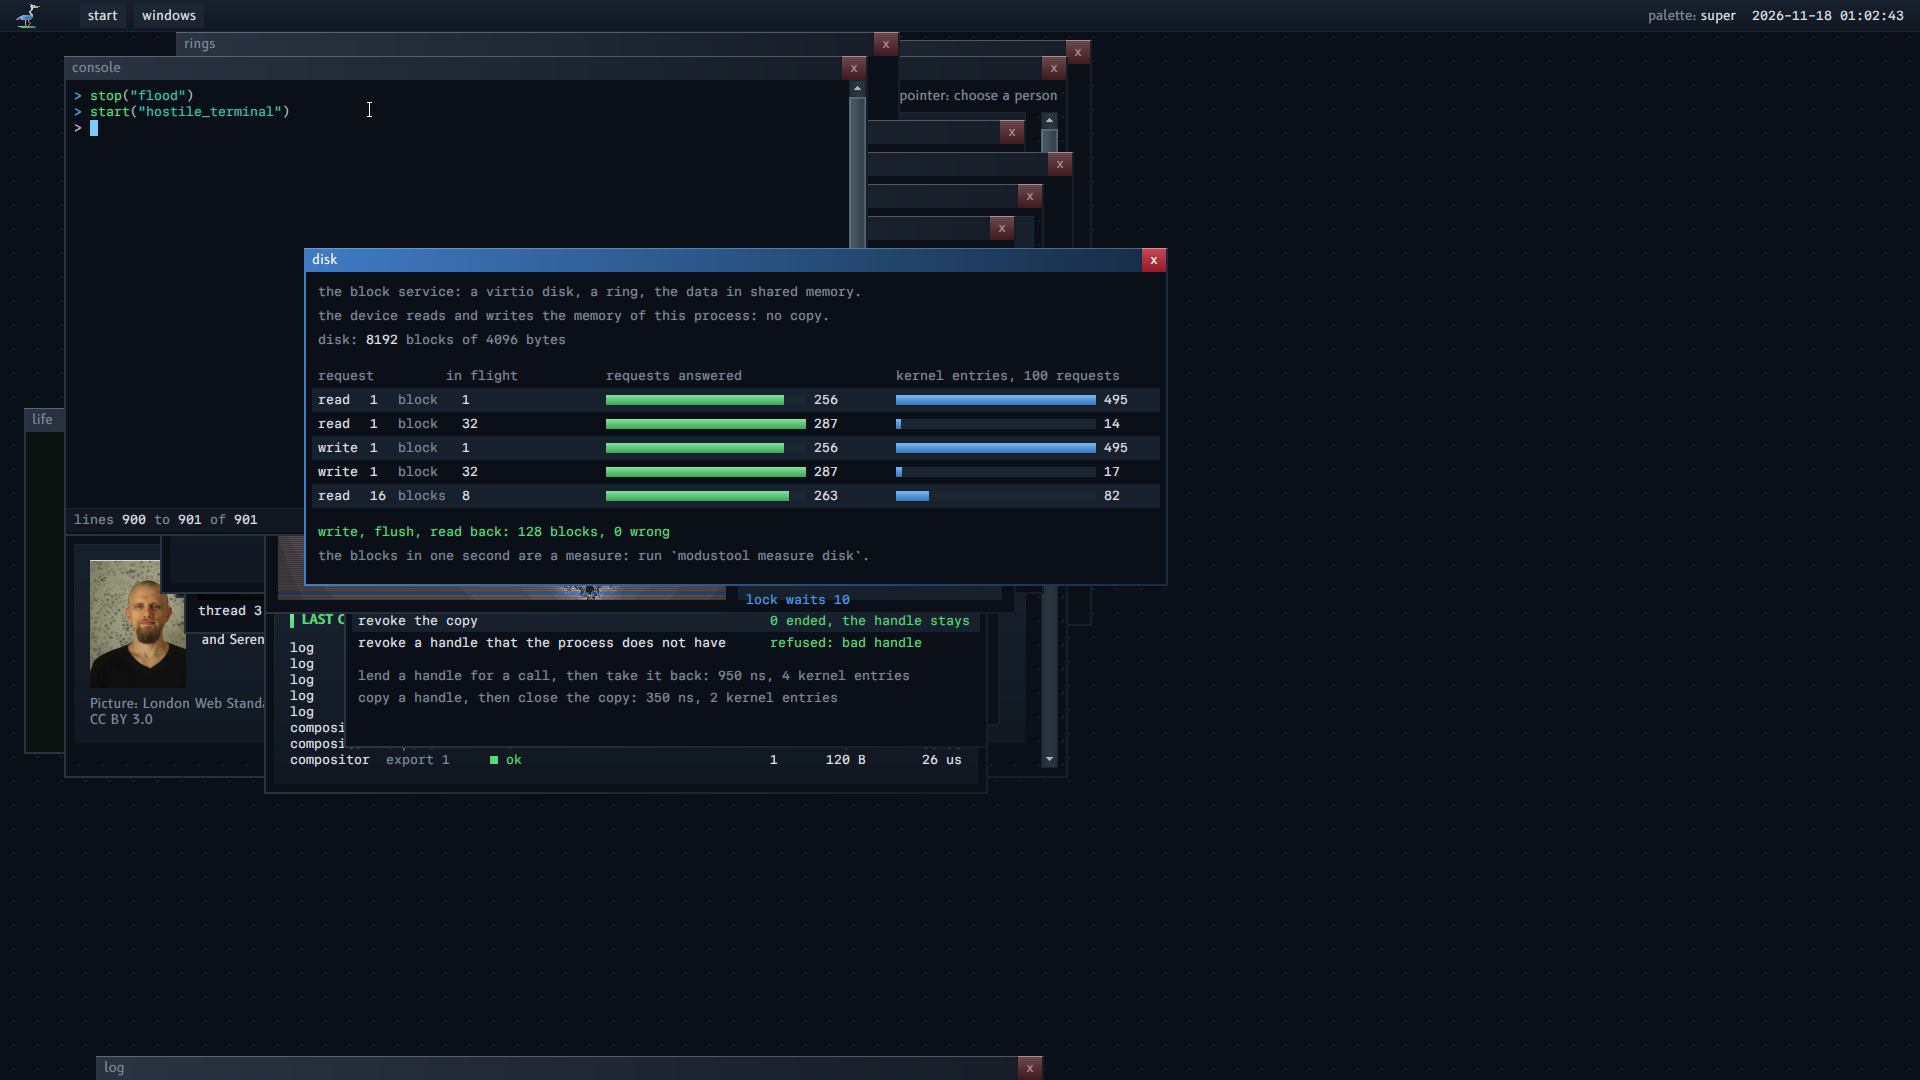 start windows palette: super 2026-11-18 01:02:43
rings x
x
console x
x
> stop("flood")
pointer: choose a person
> start("hostile_terminal")
>
x
x
x
x
disk x
the block service: a virtio disk, a ring, the data in shared memory.
the device reads and writes the memory of this process: no copy.
disk: 8192 blocks of 4096 bytes
request in flight requests answered kernel entries, 100 requests
read 1 block 1 256 495
read 1 block 32 287 14
write 1 block 1 256 495
write 1 block 32 287 17
read 16 blocks 8 263 82
write, flush, read back: 128 blocks, 0 wrong
the blocks in one second are a measure: run `modustool measure disk`.
life
lines 900 to 901 of 901
lock waits 10
thread 3
and Seren
Picture: London Web Standa
CC BY 3.0
LAST C
revoke the copy 0 ended, the handle stays
revoke a handle that the process does not have refused: bad handle
lend a handle for a call, then take it back: 950 ns, 4 kernel entries
copy a handle, then close the copy: 350 ns, 2 kernel entries
log
log
log
log
log
composi
composi
compositor export 1 ok 1 120 B 26 us
log x